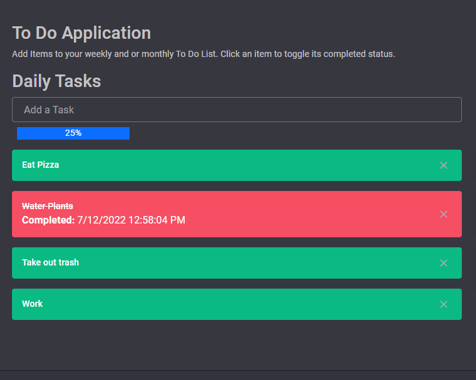 To Do Application
Add Items to your weekly and or monthly To Do List. Click an item to toggle its completed status.
Daily Tasks
Add a Task
25%
Eat Pizza
Water Plants
Completed: 7/12/2022 12:58:04 PM
Take out trash
Work